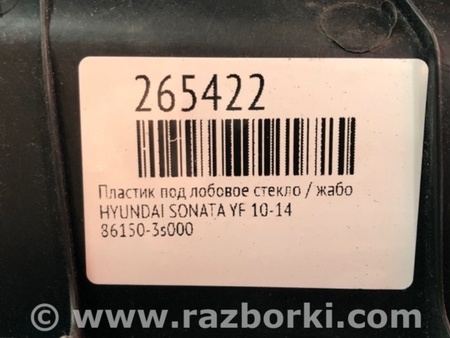 265422
Пластик под лобовое стекло / жабо
HYUNDAI SONATA YF 10-14
86150-3s000
© www.razborki.com